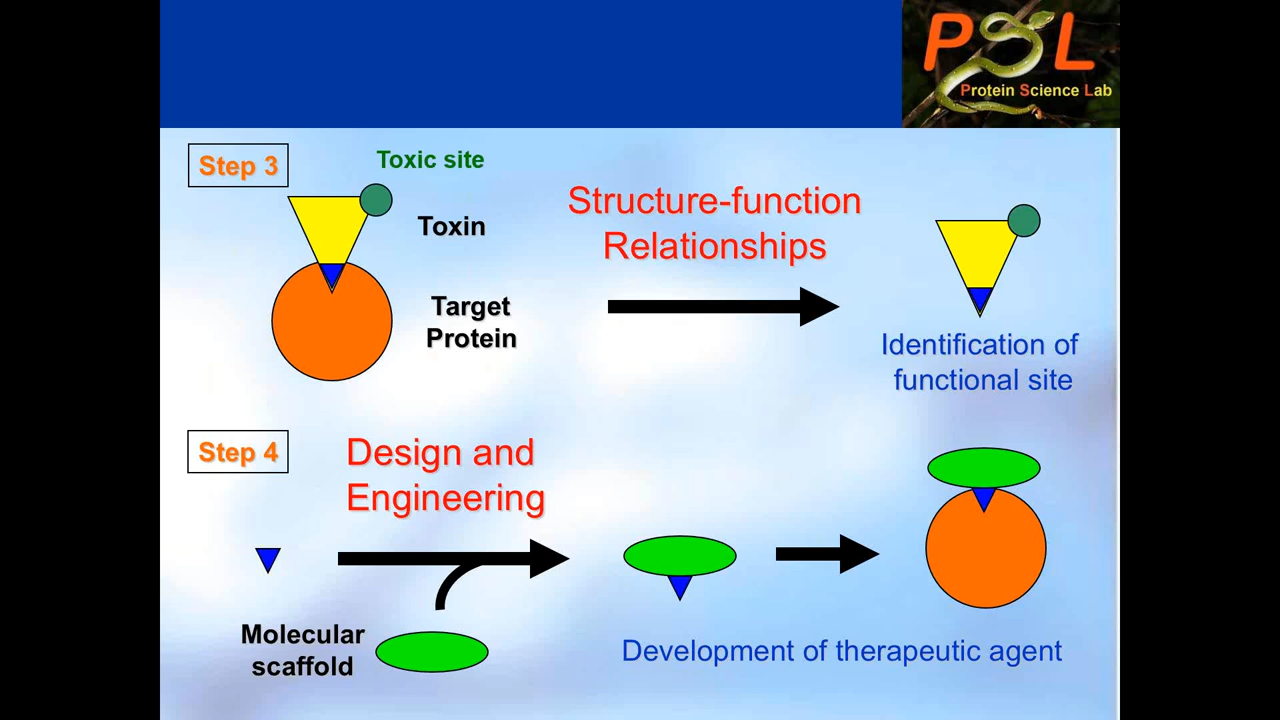 PSL
Protein Science Lab
Step 3
Toxic site
Toxin
Structure-function
Relationships
Target
Protein
Identification of
functional site
Step 4
Design and
Engineering
Molecular
scaffold
Development of therapeutic agent